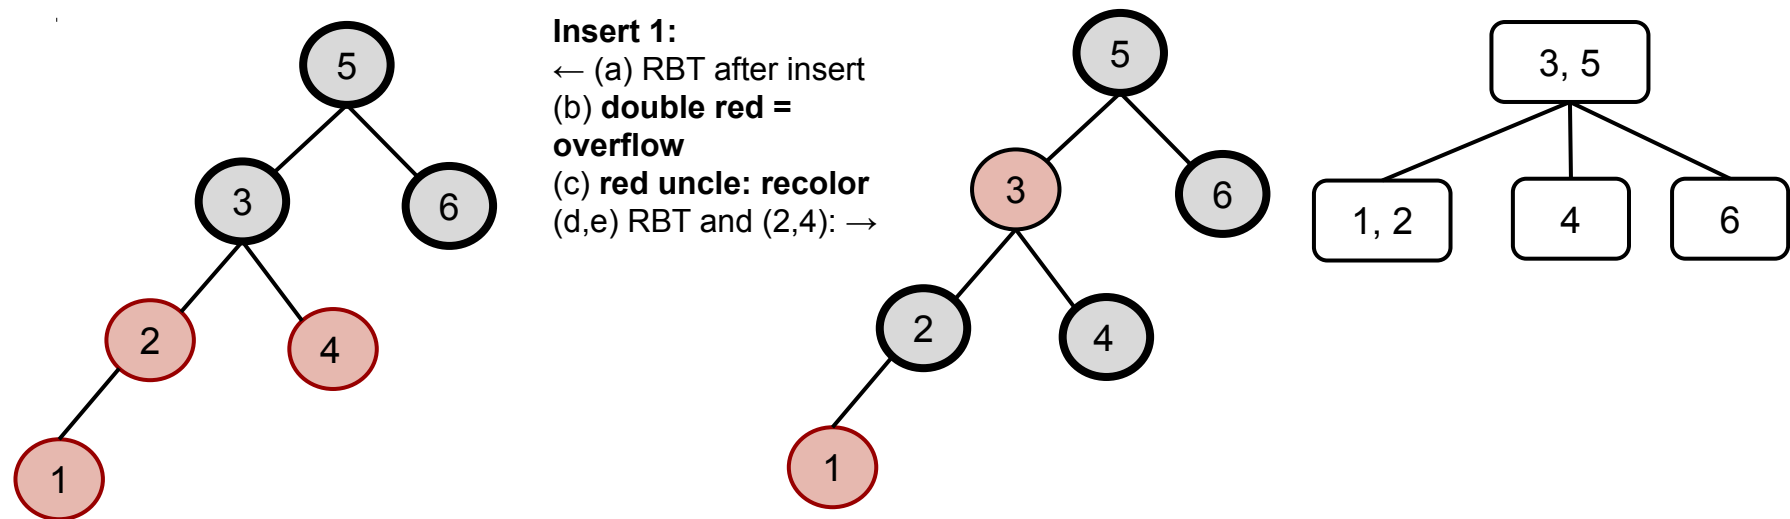 5
3
6
2
4
1
Insert 1:
← (a) RBT after insert
(b) double red =
overflow
(c) red uncle: recolor
(d,e) RBT and (2,4): →
5
3
6
2
4
1
3, 5
1, 2
4
6